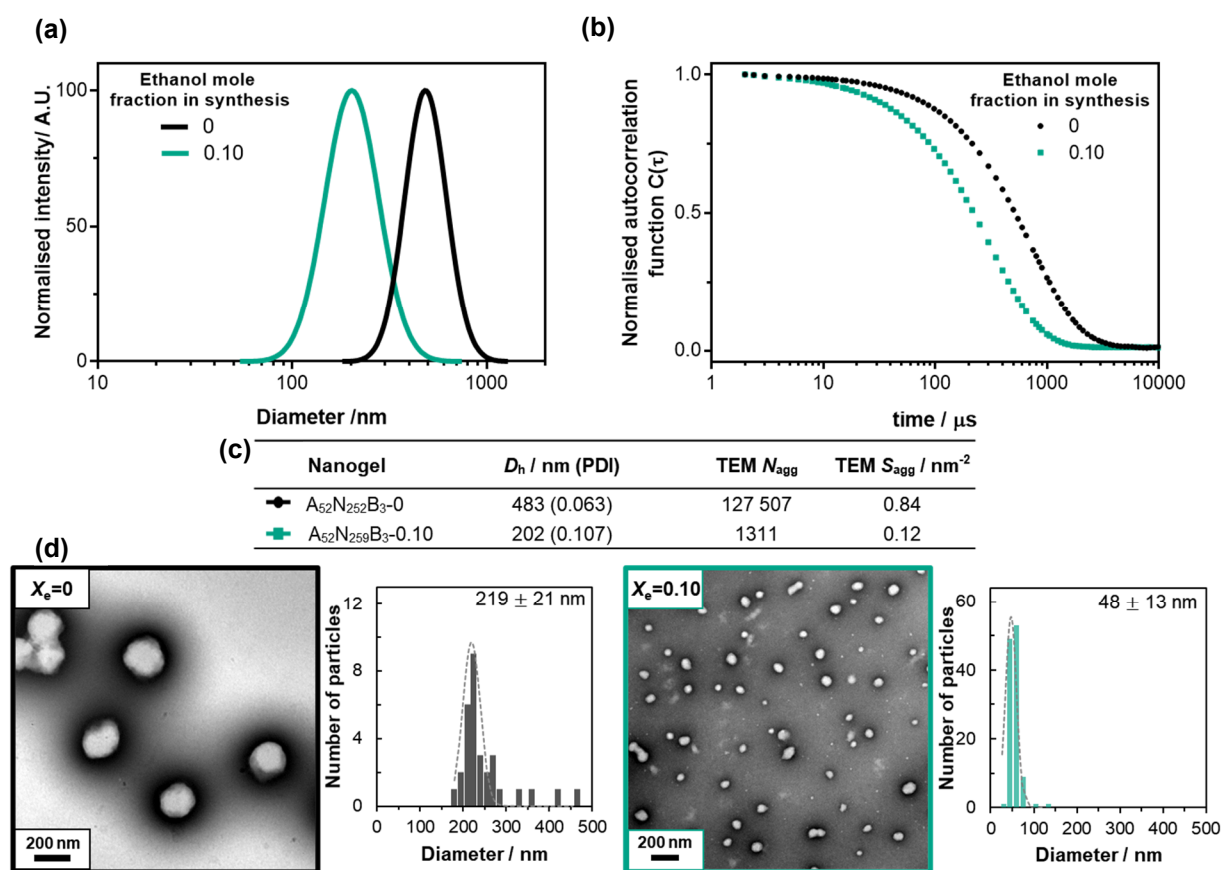 (a)
Normalised intensity/ A.U.
100
50
0
Ethanol mole
fraction in synthesis
0
0.10
10
100
1000
Diameter /nm
(b)
Normalised autocorrelation
function C(τ)
1.0
0.5
0.0
Ethanol mole
fraction in synthesis
0
0.10
1
10
100
1000
10000
time / μs
(c)
Nanogel Dh / nm (PDI) TEM Nagg TEM Sagg / nm-2
A52N252B3-0 483 (0.063) 127 507 0.84
A52N259B3-0.10 202 (0.107) 1311 0.12
(d)
Xe=0
200 nm
Number of particles
12
8
4
0
219 ± 21 nm
0 100 200 300 400 500
Diameter / nm
Xe=0.10
200 nm
Number of particles
60
40
20
0
48 ± 13 nm
0 100 200 300 400 500
Diameter / nm